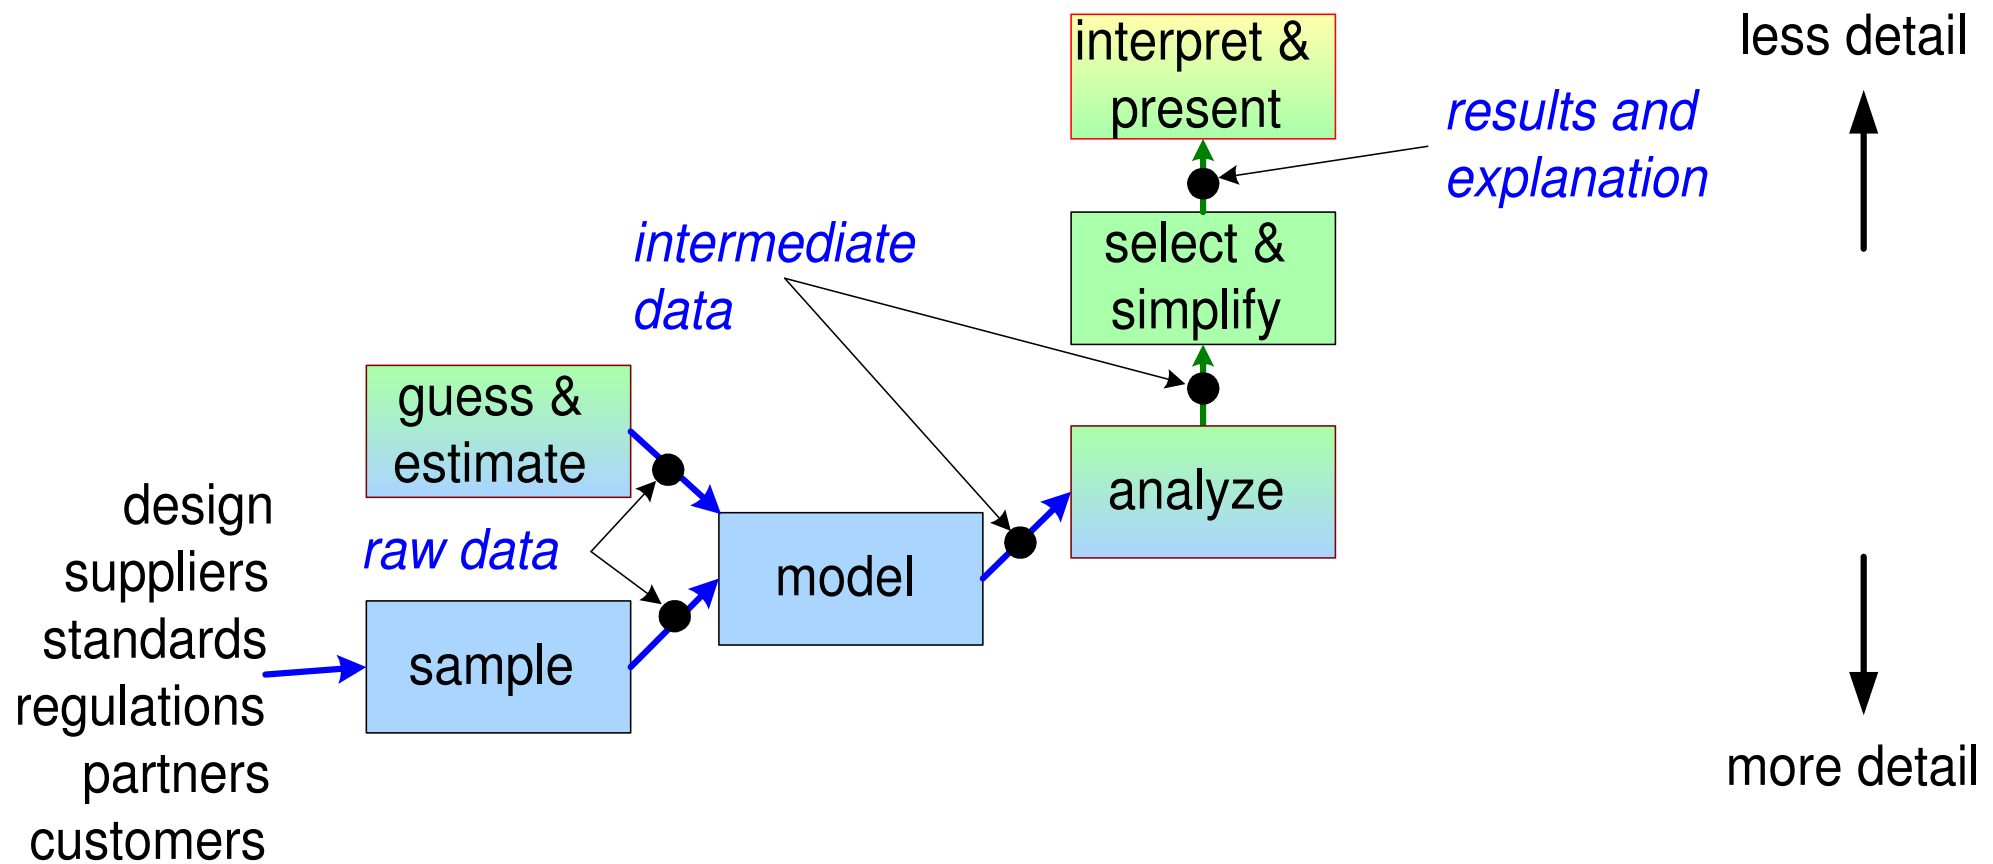 interpret &
present
less detail
results and
explanation
select &
simplify
intermediate
data
guess &
estimate
analyze
design
suppliers
standards
regulations
partners
customers
raw data
model
sample
more detail